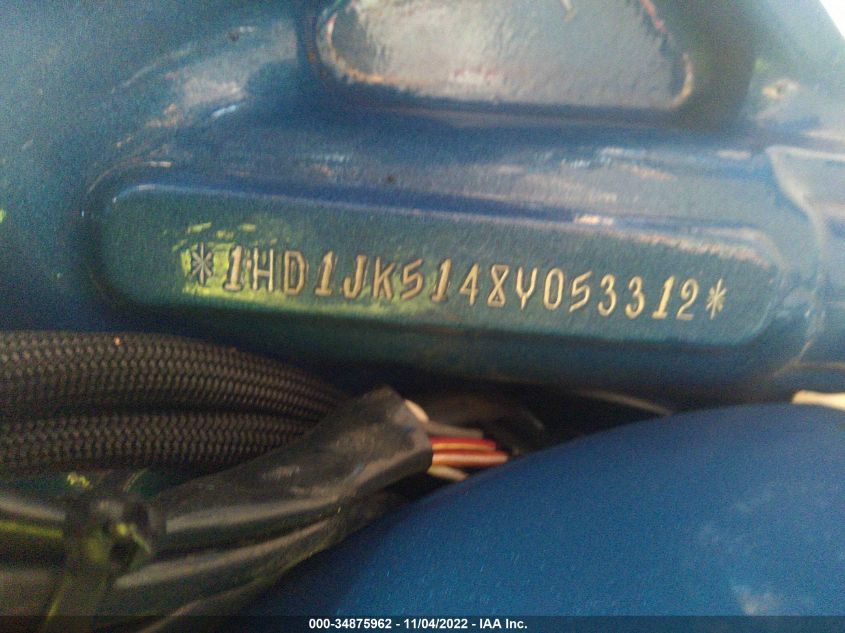 *1HD1JK5148Y053312*
000-34875962 - 11/04/2022 - IAA Inc.